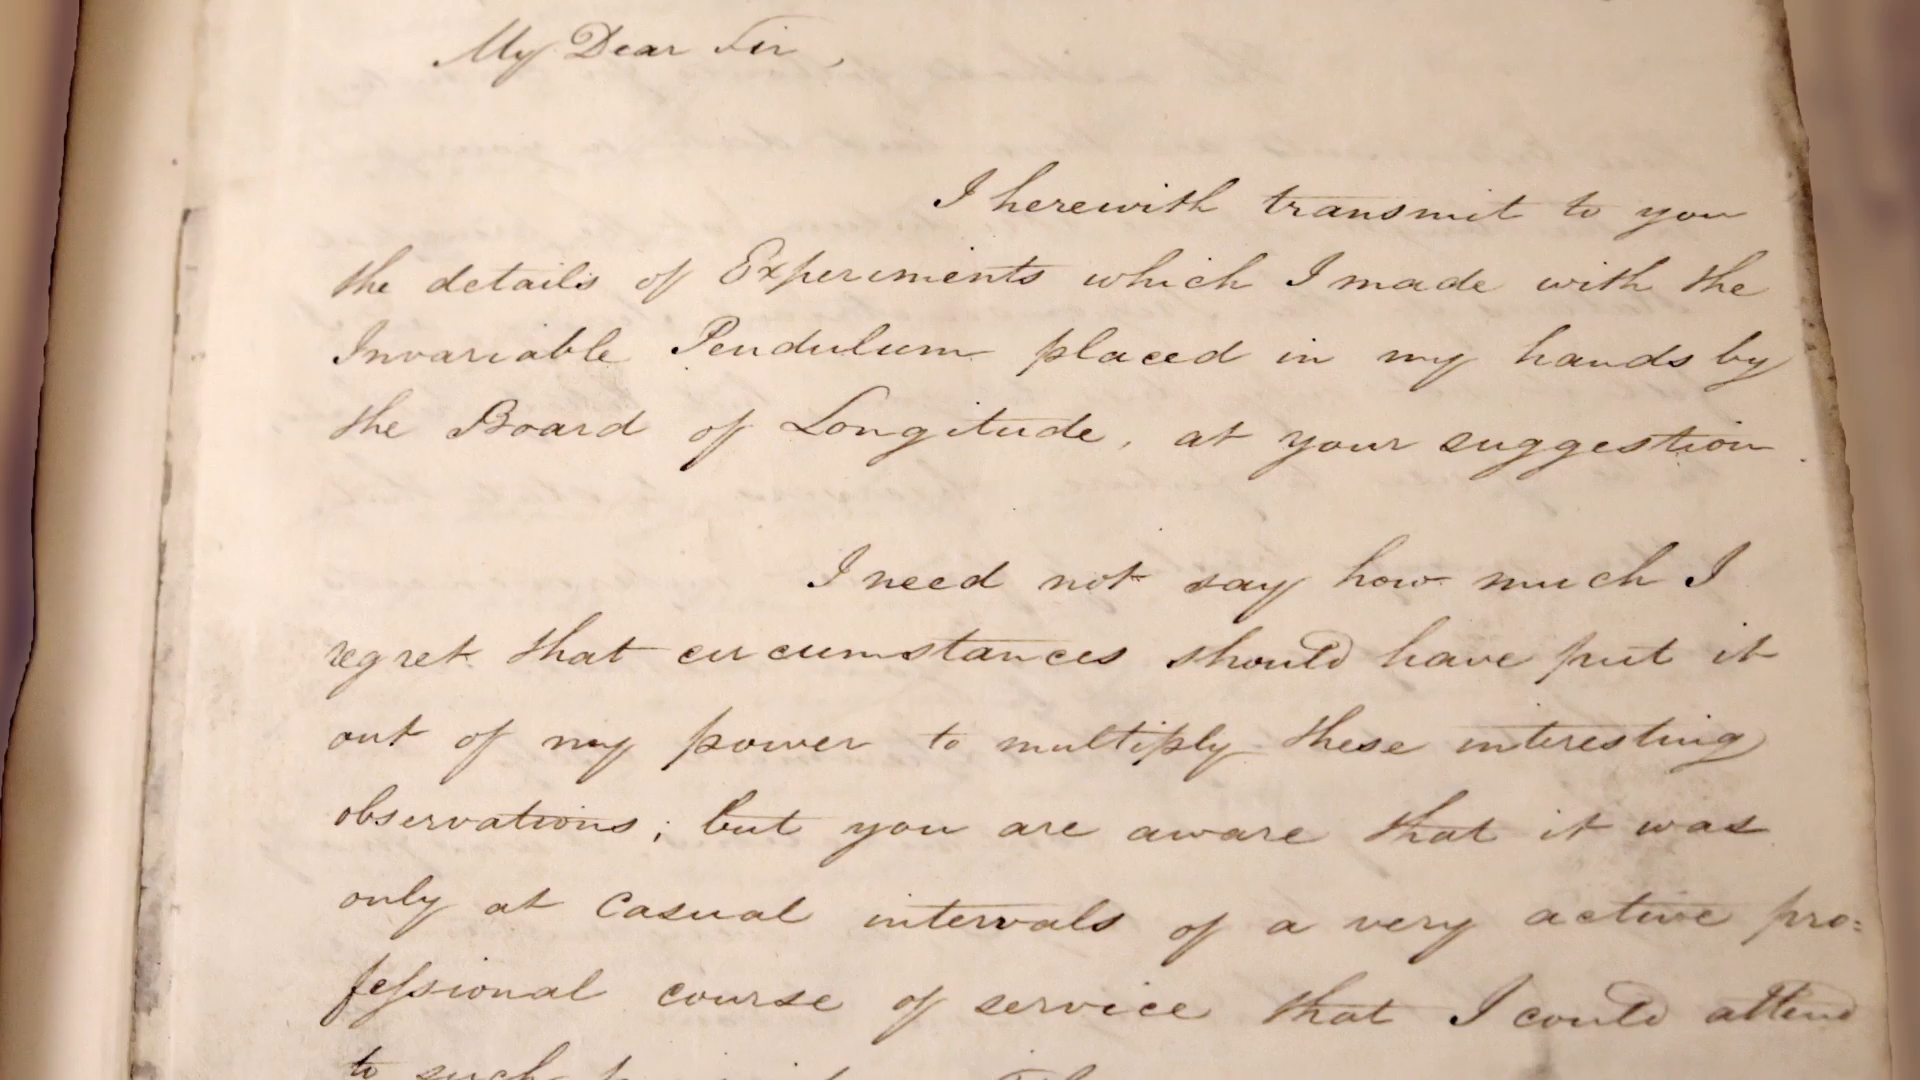 My Dear Sir,
I herewith transmit to you
the details of Experiments which I made with the
Invariable Pendulum placed in my hands by
the Board of Longitude, at your suggestion.
I need not say how much I
regret that circumstances should have put it
out of my power to multiply these interesting
observations; but you are aware that it was
only at casual intervals of a very active pro=
fessional course of service that I could attend
to such